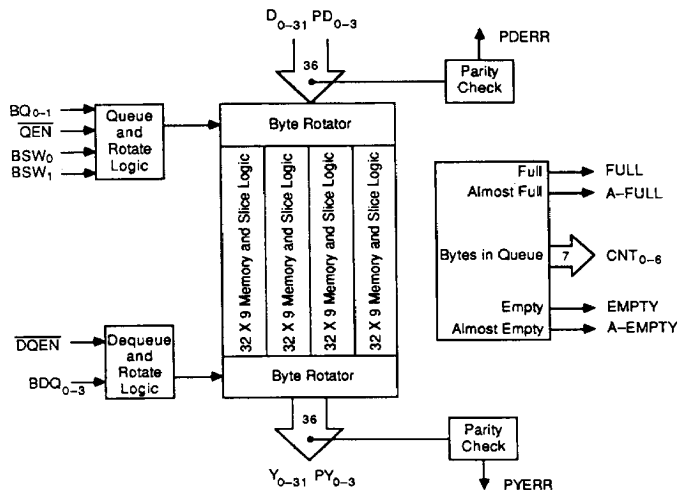 D0-31 PD0-3
PDERR
36
Parity
Check
BQ0-1
QEN
BSW0
BSW1
Queue
and
Rotate
Logic
Byte Rotator
32 X 9 Memory and Slice Logic
32 X 9 Memory and Slice Logic
32 X 9 Memory and Slice Logic
32 X 9 Memory and Slice Logic
Full
FULL
Almost Full
A-FULL
Bytes in Queue
7
CNT0-6
Empty
EMPTY
Almost Empty
A-EMPTY
DQEN
BDQ0-3
Dequeue
and
Rotate
Logic
Byte Rotator
36
Parity
Check
Y0-31 PY0-3
PYERR